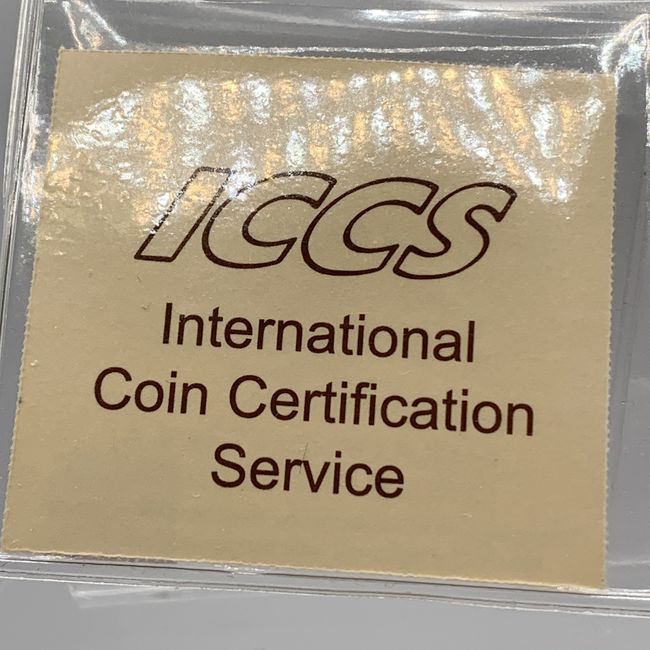 ICCS
International
Coin Certification
Service